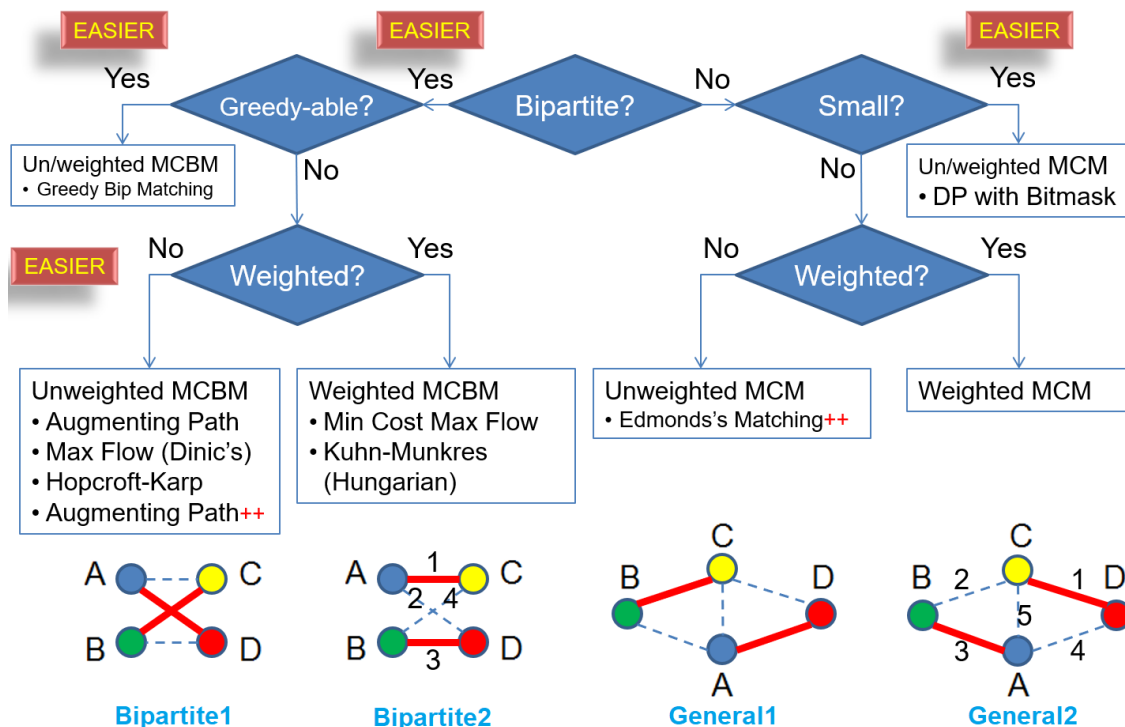 EASIER
EASIER
EASIER
Yes
Yes
No
Yes
Greedy-able?
Bipartite?
Small?
Un/weighted MCBM
• Greedy Bip Matching
No
No
Un/weighted MCM
• DP with Bitmask
EASIER
No
Yes
No
Yes
Weighted?
Weighted?
Unweighted MCBM
• Augmenting Path
• Max Flow (Dinic's)
• Hopcroft-Karp
• Augmenting Path++
Weighted MCBM
• Min Cost Max Flow
• Kuhn-Munkres
(Hungarian)
Unweighted MCM
• Edmonds's Matching++
Weighted MCM
A
C
B
D
Bipartite1
A
1
C
2
4
B
3
D
Bipartite2
C
B
D
A
General1
C
B
2
1
D
5
3
4
A
General2